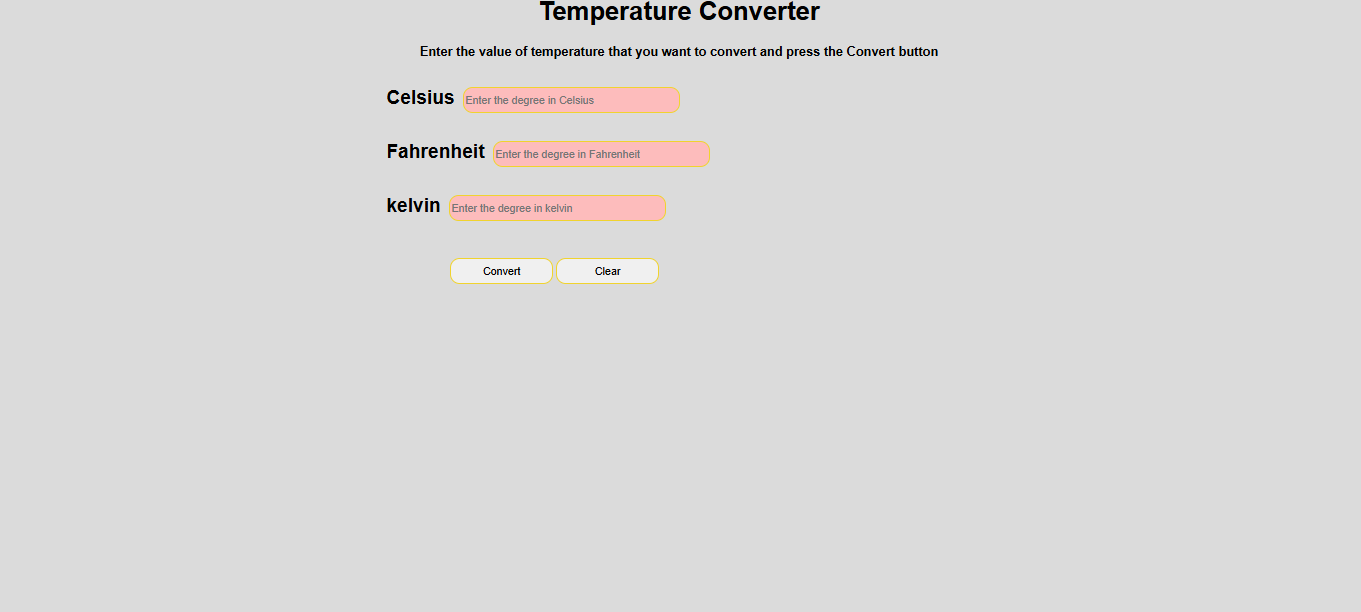 Temperature Converter
Enter the value of temperature that you want to convert and press the Convert button
Celsius Enter the degree in Celsius
Fahrenheit Enter the degree in Fahrenheit
kelvin Enter the degree in kelvin
Convert Clear